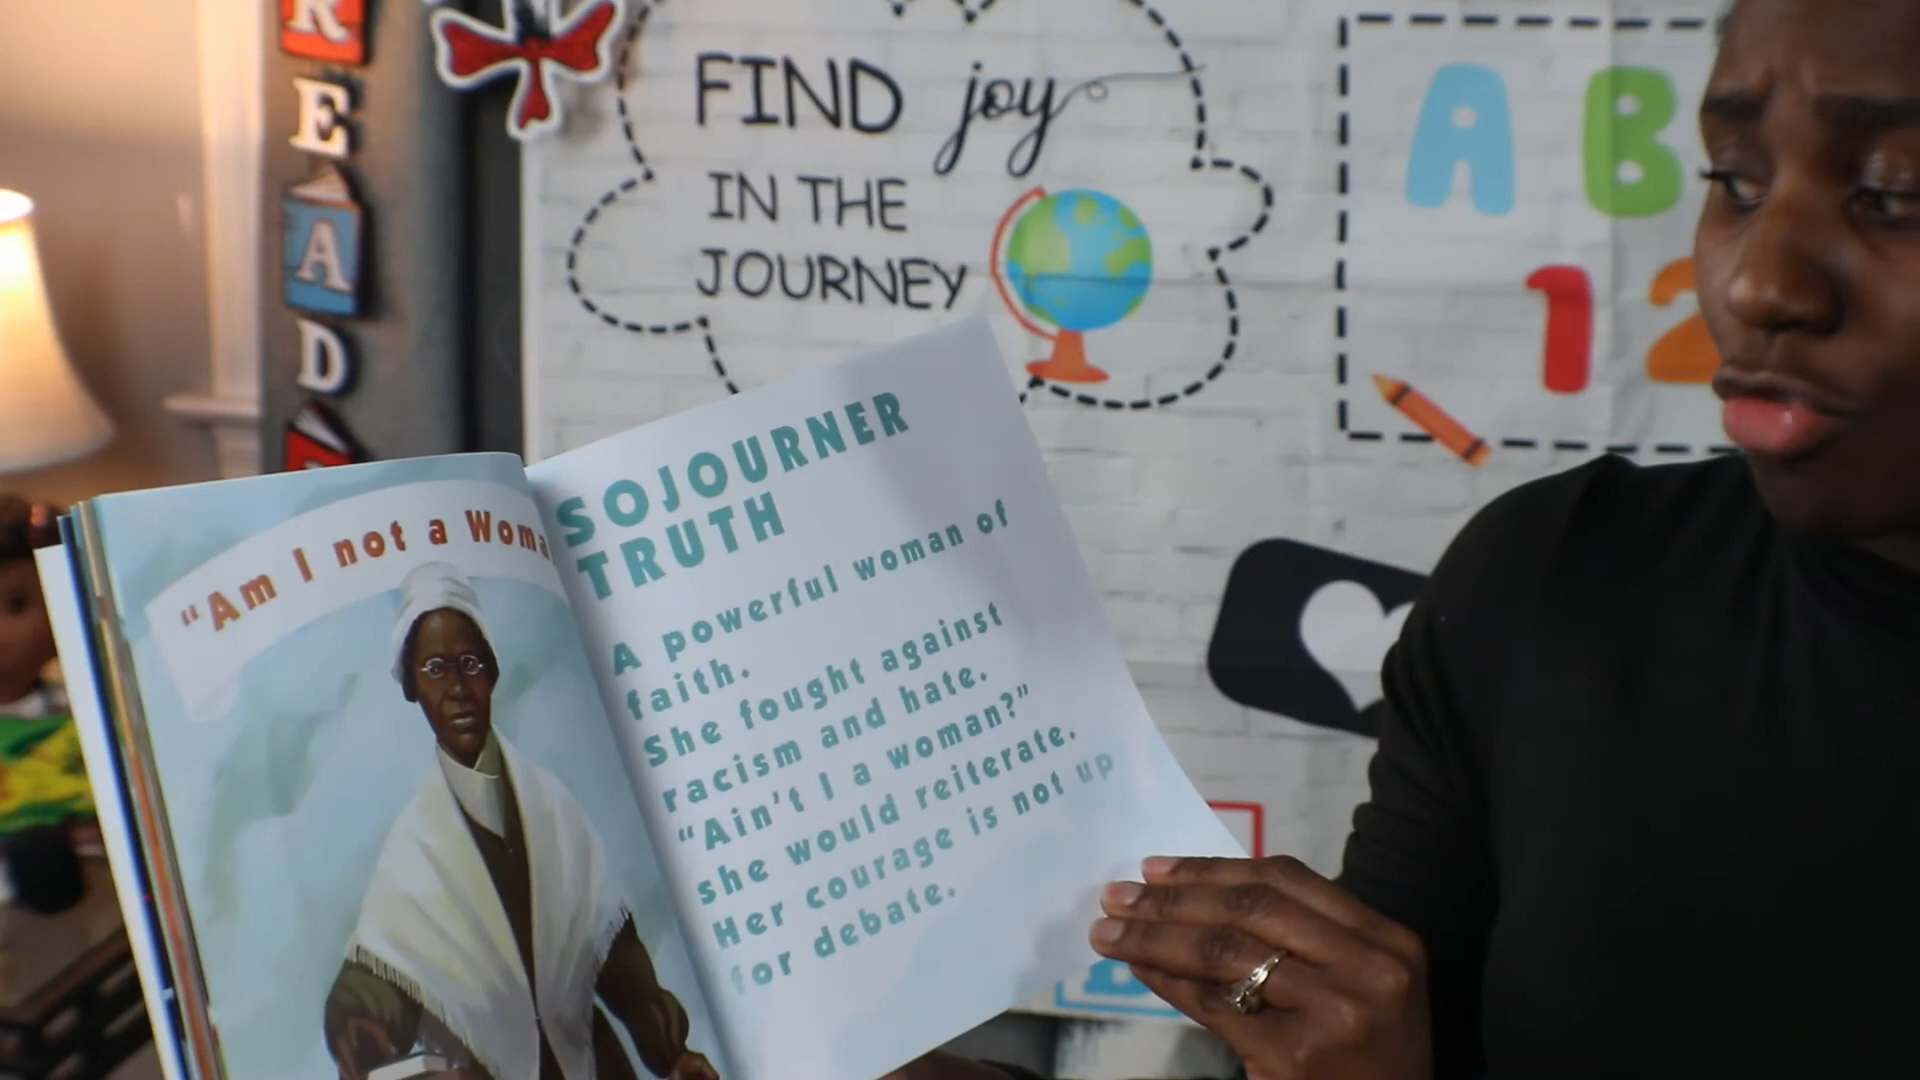 READ
FIND joy
IN THE
JOURNEY
A B
1 2
"Am I not a Woma
SOJOURNER
TRUTH
A powerful woman of
faith.
She fought against
racism and hate.
"Ain't I a woman?"
she would reiterate.
Her courage is not up
for debate.